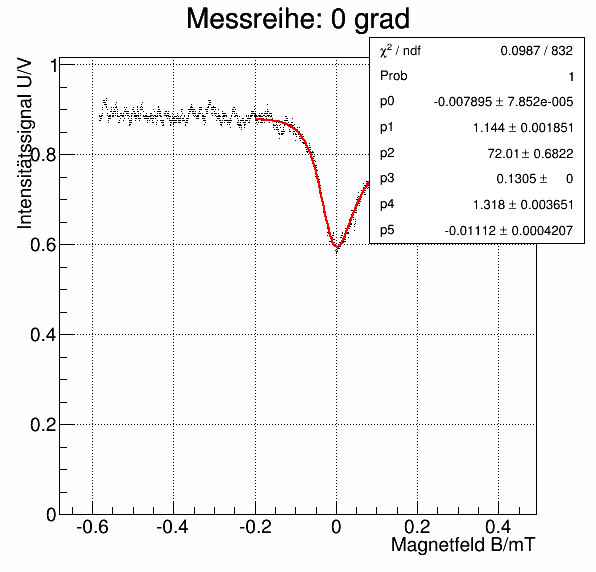 Messreihe: 0 grad
χ² / ndf 0.0987 / 832
Prob 1
p0 -0.007895 ± 7.852e-005
p1 1.144 ± 0.001851
p2 72.01 ± 0.6822
p3 0.1305 ± 0
p4 1.318 ± 0.003651
p5 -0.01112 ± 0.0004207
Intensitätssignal U/V
1
0.8
0.6
0.4
0.2
0
-0.6 -0.4 -0.2 0 0.2 0.4
Magnetfeld B/mT